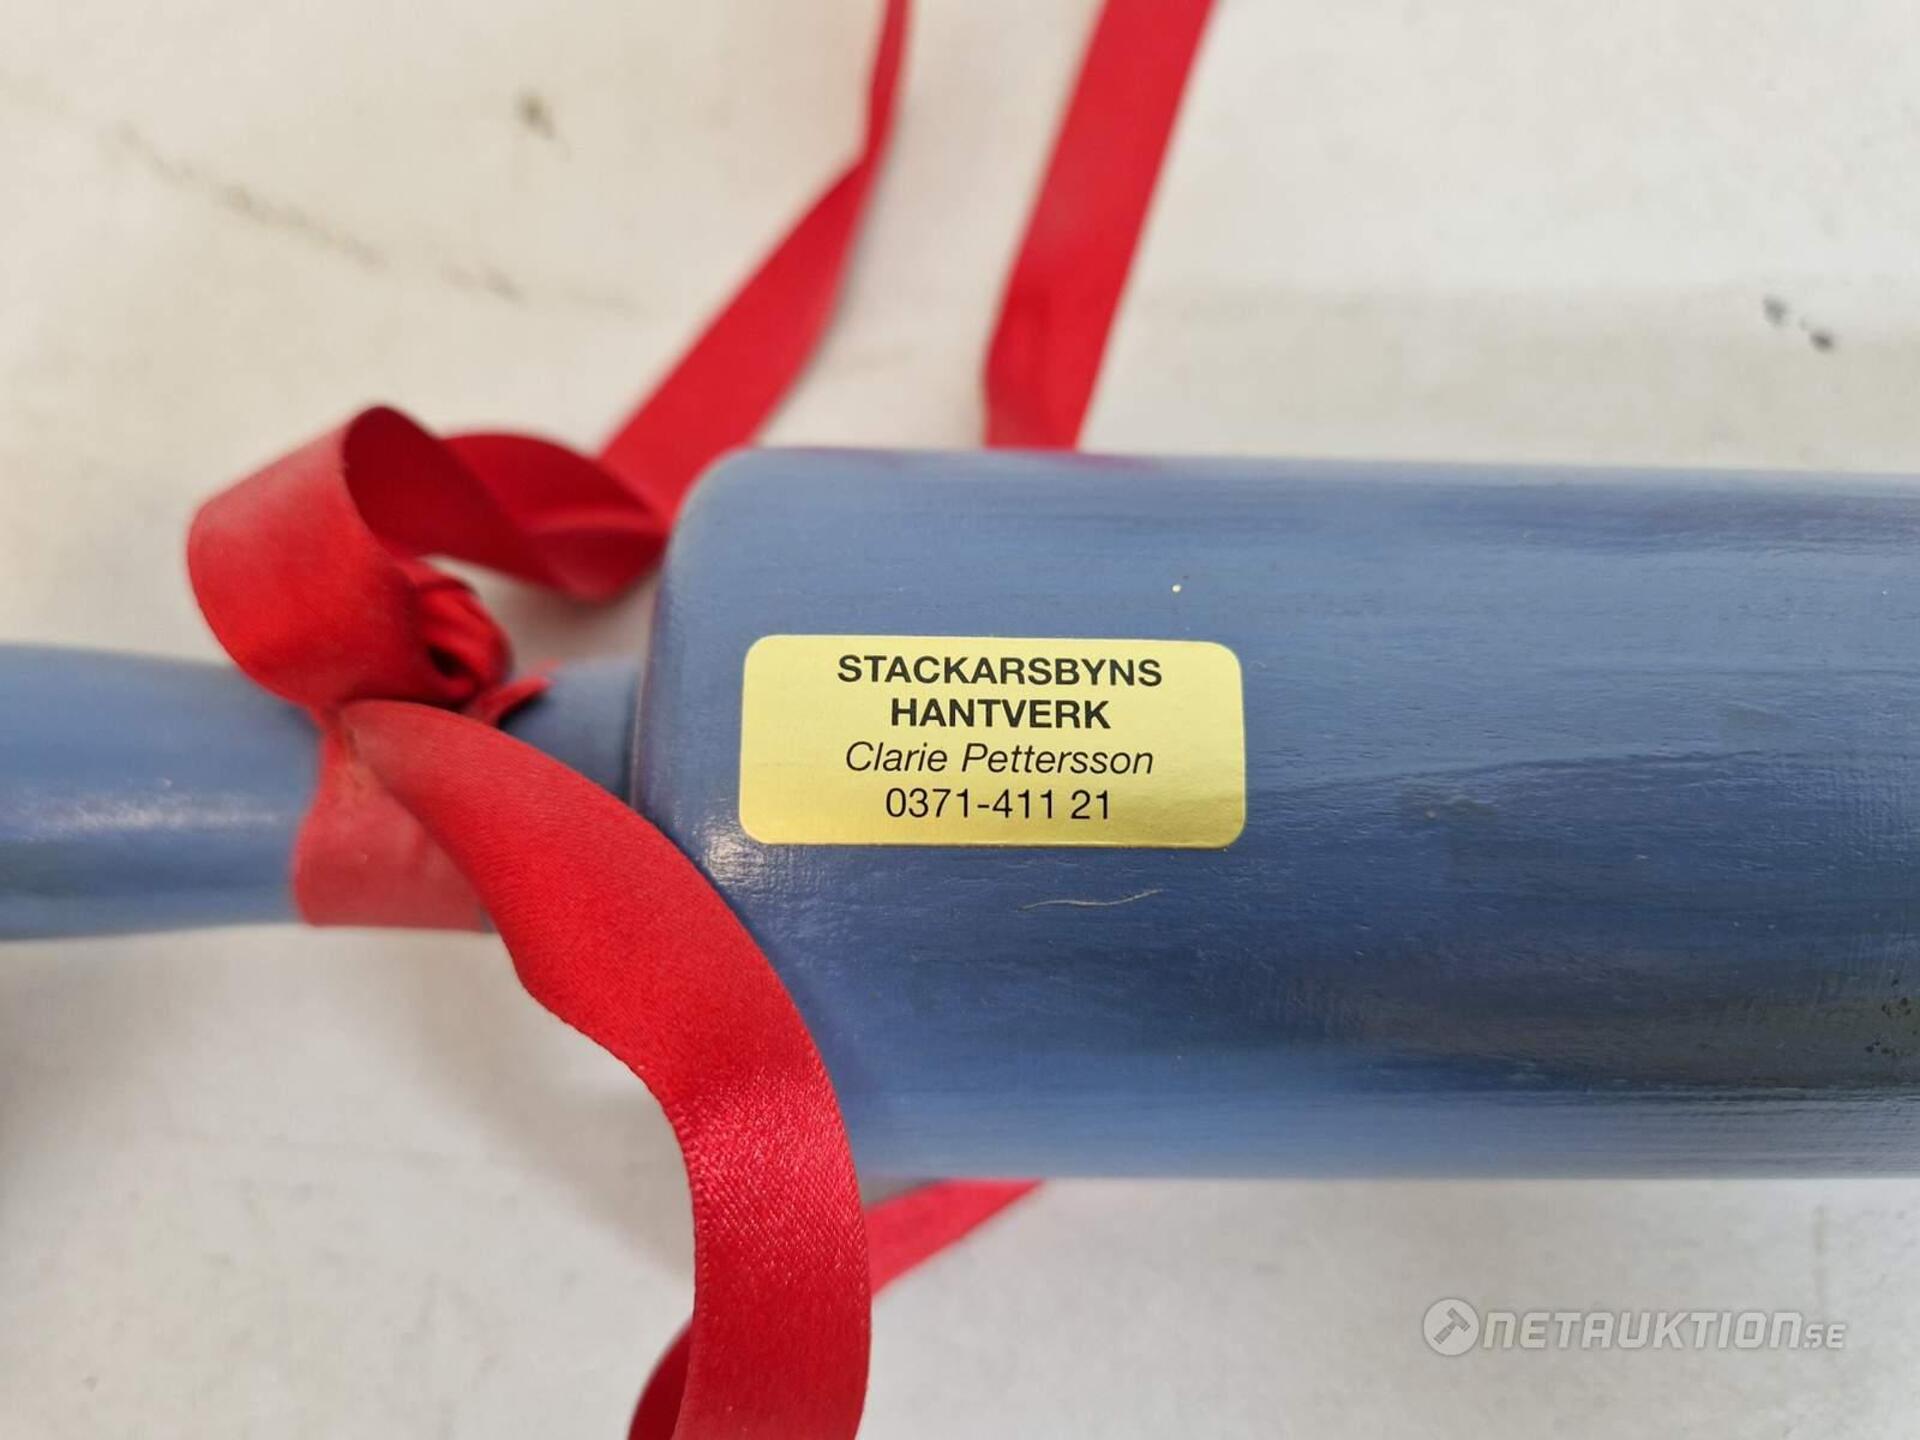 STACKARSBYNS
HANTVERK
Clarie Pettersson
0371-411 21
NETAUKTION.SE